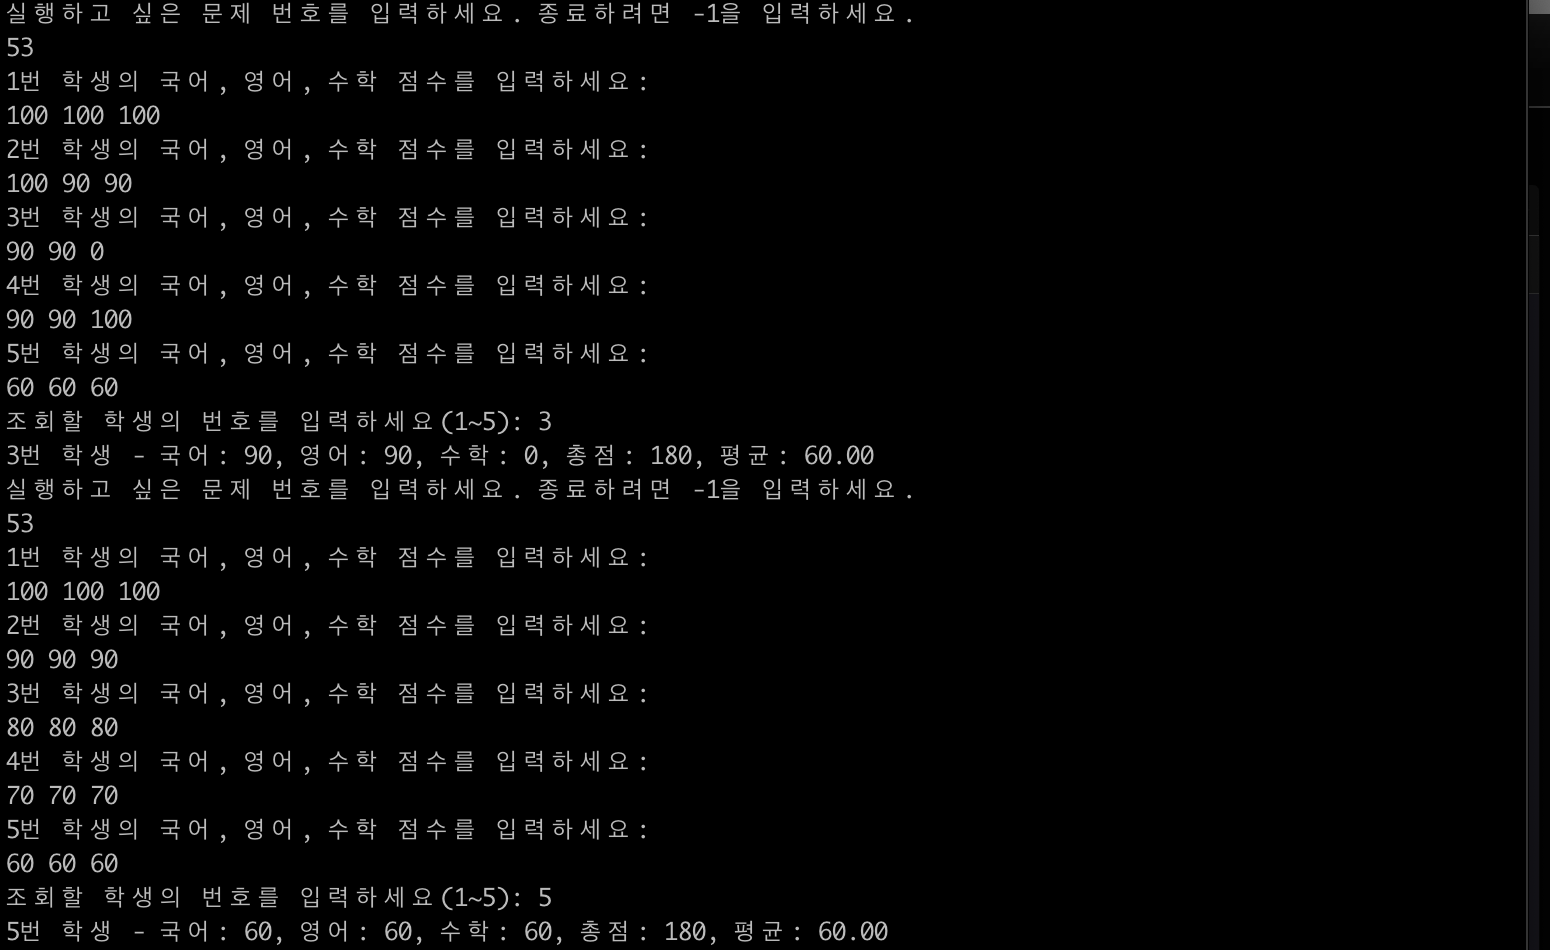 실행하고 싶은 문제 번호를 입력하세요. 종료하려면 -1을 입력하세요.
53
1번 학생의 국어, 영어, 수학 점수를 입력하세요:
100 100 100
2번 학생의 국어, 영어, 수학 점수를 입력하세요:
100 90 90
3번 학생의 국어, 영어, 수학 점수를 입력하세요:
90 90 0
4번 학생의 국어, 영어, 수학 점수를 입력하세요:
90 90 100
5번 학생의 국어, 영어, 수학 점수를 입력하세요:
60 60 60
조회할 학생의 번호를 입력하세요(1~5): 3
3번 학생 - 국어: 90, 영어: 90, 수학: 0, 총점: 180, 평균: 60.00
실행하고 싶은 문제 번호를 입력하세요. 종료하려면 -1을 입력하세요.
53
1번 학생의 국어, 영어, 수학 점수를 입력하세요:
100 100 100
2번 학생의 국어, 영어, 수학 점수를 입력하세요:
90 90 90
3번 학생의 국어, 영어, 수학 점수를 입력하세요:
80 80 80
4번 학생의 국어, 영어, 수학 점수를 입력하세요:
70 70 70
5번 학생의 국어, 영어, 수학 점수를 입력하세요:
60 60 60
조회할 학생의 번호를 입력하세요(1~5): 5
5번 학생 - 국어: 60, 영어: 60, 수학: 60, 총점: 180, 평균: 60.00